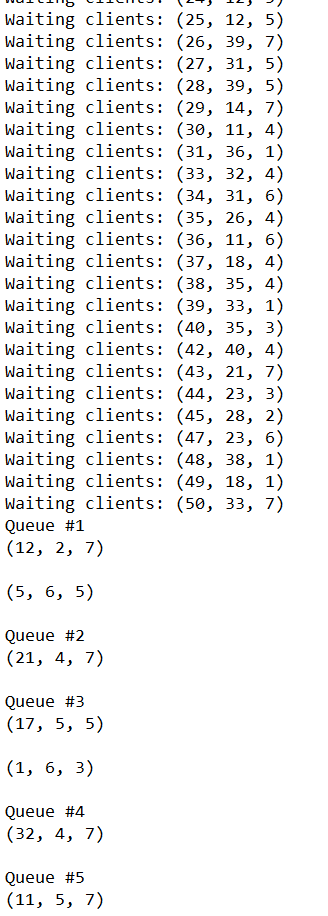 Waiting clients: (24, 12, 5)
Waiting clients: (25, 12, 5)
Waiting clients: (26, 39, 7)
Waiting clients: (27, 31, 5)
Waiting clients: (28, 39, 5)
Waiting clients: (29, 14, 7)
Waiting clients: (30, 11, 4)
Waiting clients: (31, 36, 1)
Waiting clients: (33, 32, 4)
Waiting clients: (34, 31, 6)
Waiting clients: (35, 26, 4)
Waiting clients: (36, 11, 6)
Waiting clients: (37, 18, 4)
Waiting clients: (38, 35, 4)
Waiting clients: (39, 33, 1)
Waiting clients: (40, 35, 3)
Waiting clients: (42, 40, 4)
Waiting clients: (43, 21, 7)
Waiting clients: (44, 23, 3)
Waiting clients: (45, 28, 2)
Waiting clients: (47, 23, 6)
Waiting clients: (48, 38, 1)
Waiting clients: (49, 18, 1)
Waiting clients: (50, 33, 7)
Queue #1
(12, 2, 7)
(5, 6, 5)
Queue #2
(21, 4, 7)
Queue #3
(17, 5, 5)
(1, 6, 3)
Queue #4
(32, 4, 7)
Queue #5
(11, 5, 7)